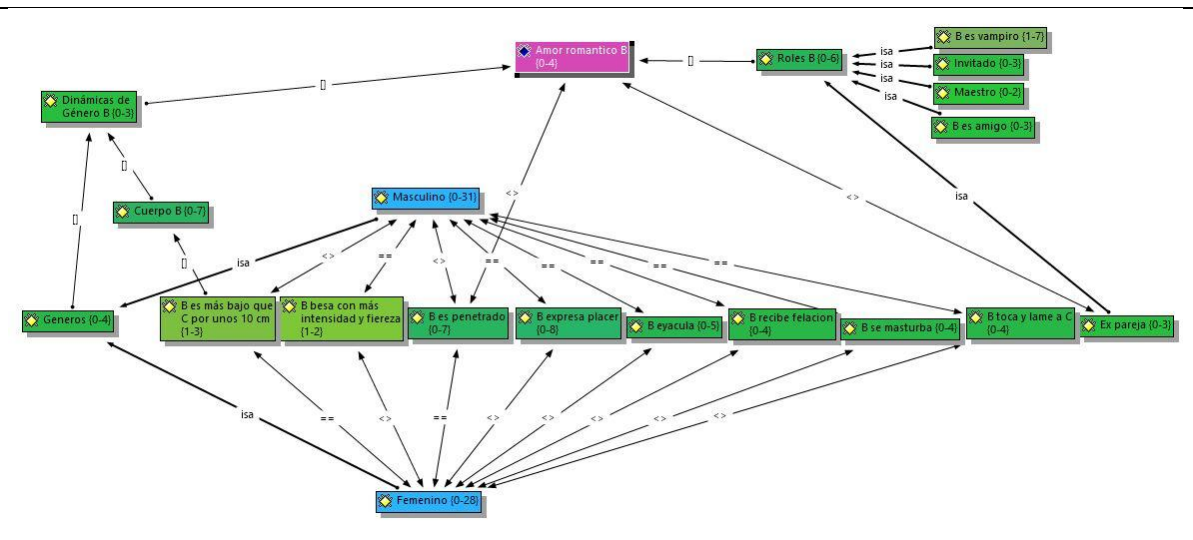 Amor romantico B
{0-4}
[]
Roles B {0-6}
isa
isa
isa
isa
B es vampiro {1-7}
Invitado {0-3}
Maestro {0-2}
B es amigo {0-3}
[]
Dinámicas de
Género B {0-3}
[]
Cuerpo B {0-7}
[]
[]
Masculino {0-31}
<>
<>
isa
isa
<>
==
<>
==
==
==
==
==
Generos {0-4}
B es más bajo que
C por unos 10 cm
{1-3}
B besa con más
intensidad y fiereza
{1-2}
B es penetrado
{0-7}
B expresa placer
{0-8}
B eyacula {0-5}
B recibe felacion
{0-4}
B se masturba {0-4}
B toca y lame a C
{0-4}
Ex pareja {0-3}
isa
==
<>
==
<>
<>
<>
<>
<>
Femenino {0-28}